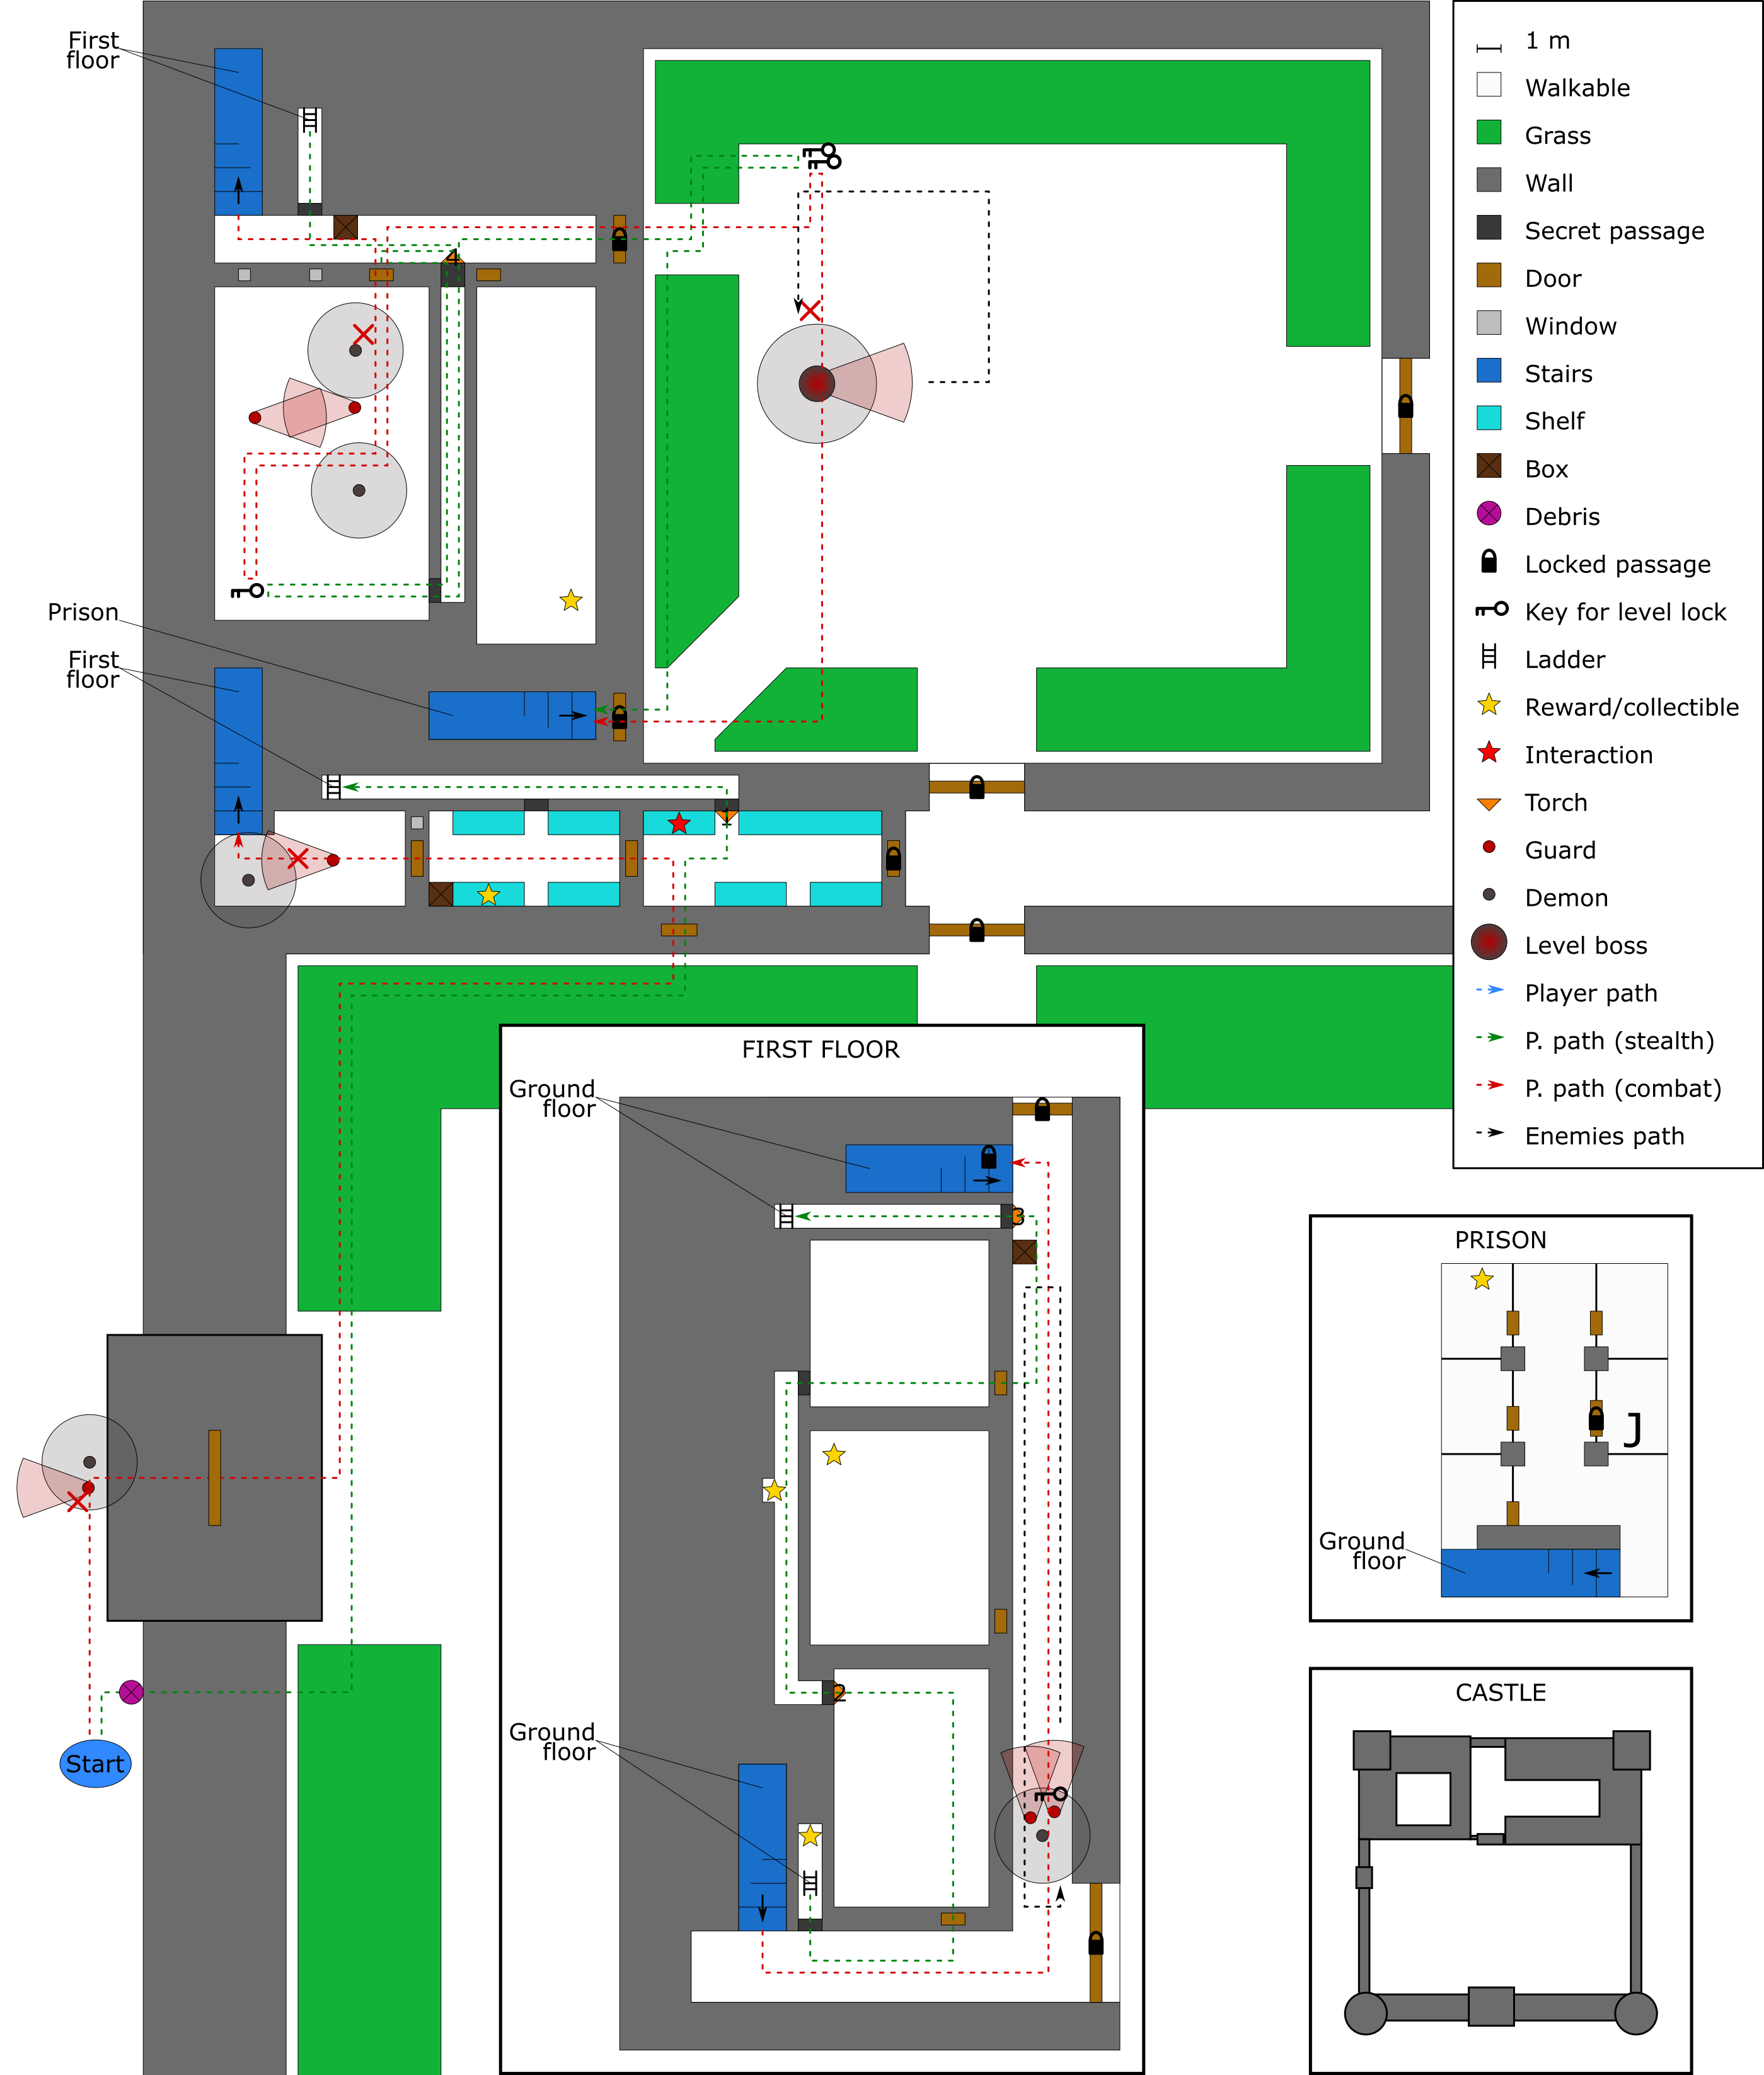 First
floor
4
Prison
First
floor
1
Start
FIRST FLOOR
Ground
floor
3
2
Ground
floor
1 m
Walkable
Grass
Wall
Secret passage
Door
Window
Stairs
Shelf
Box
Debris
Locked passage
Key for level lock
Ladder
Reward/collectible
Interaction
Torch
Guard
Demon
Level boss
Player path
P. path (stealth)
P. path (combat)
Enemies path
PRISON
J
Ground
floor
CASTLE